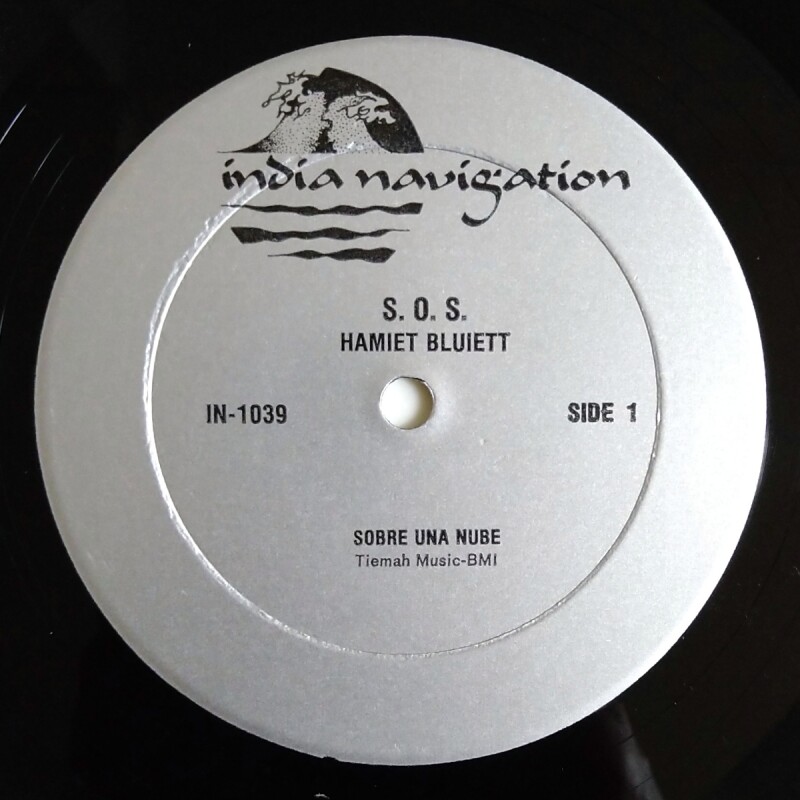 india navigation
S. O. S.
HAMIET BLUIETT
IN-1039
SIDE 1
SOBRE UNA NUBE
Tiemah Music-BMI